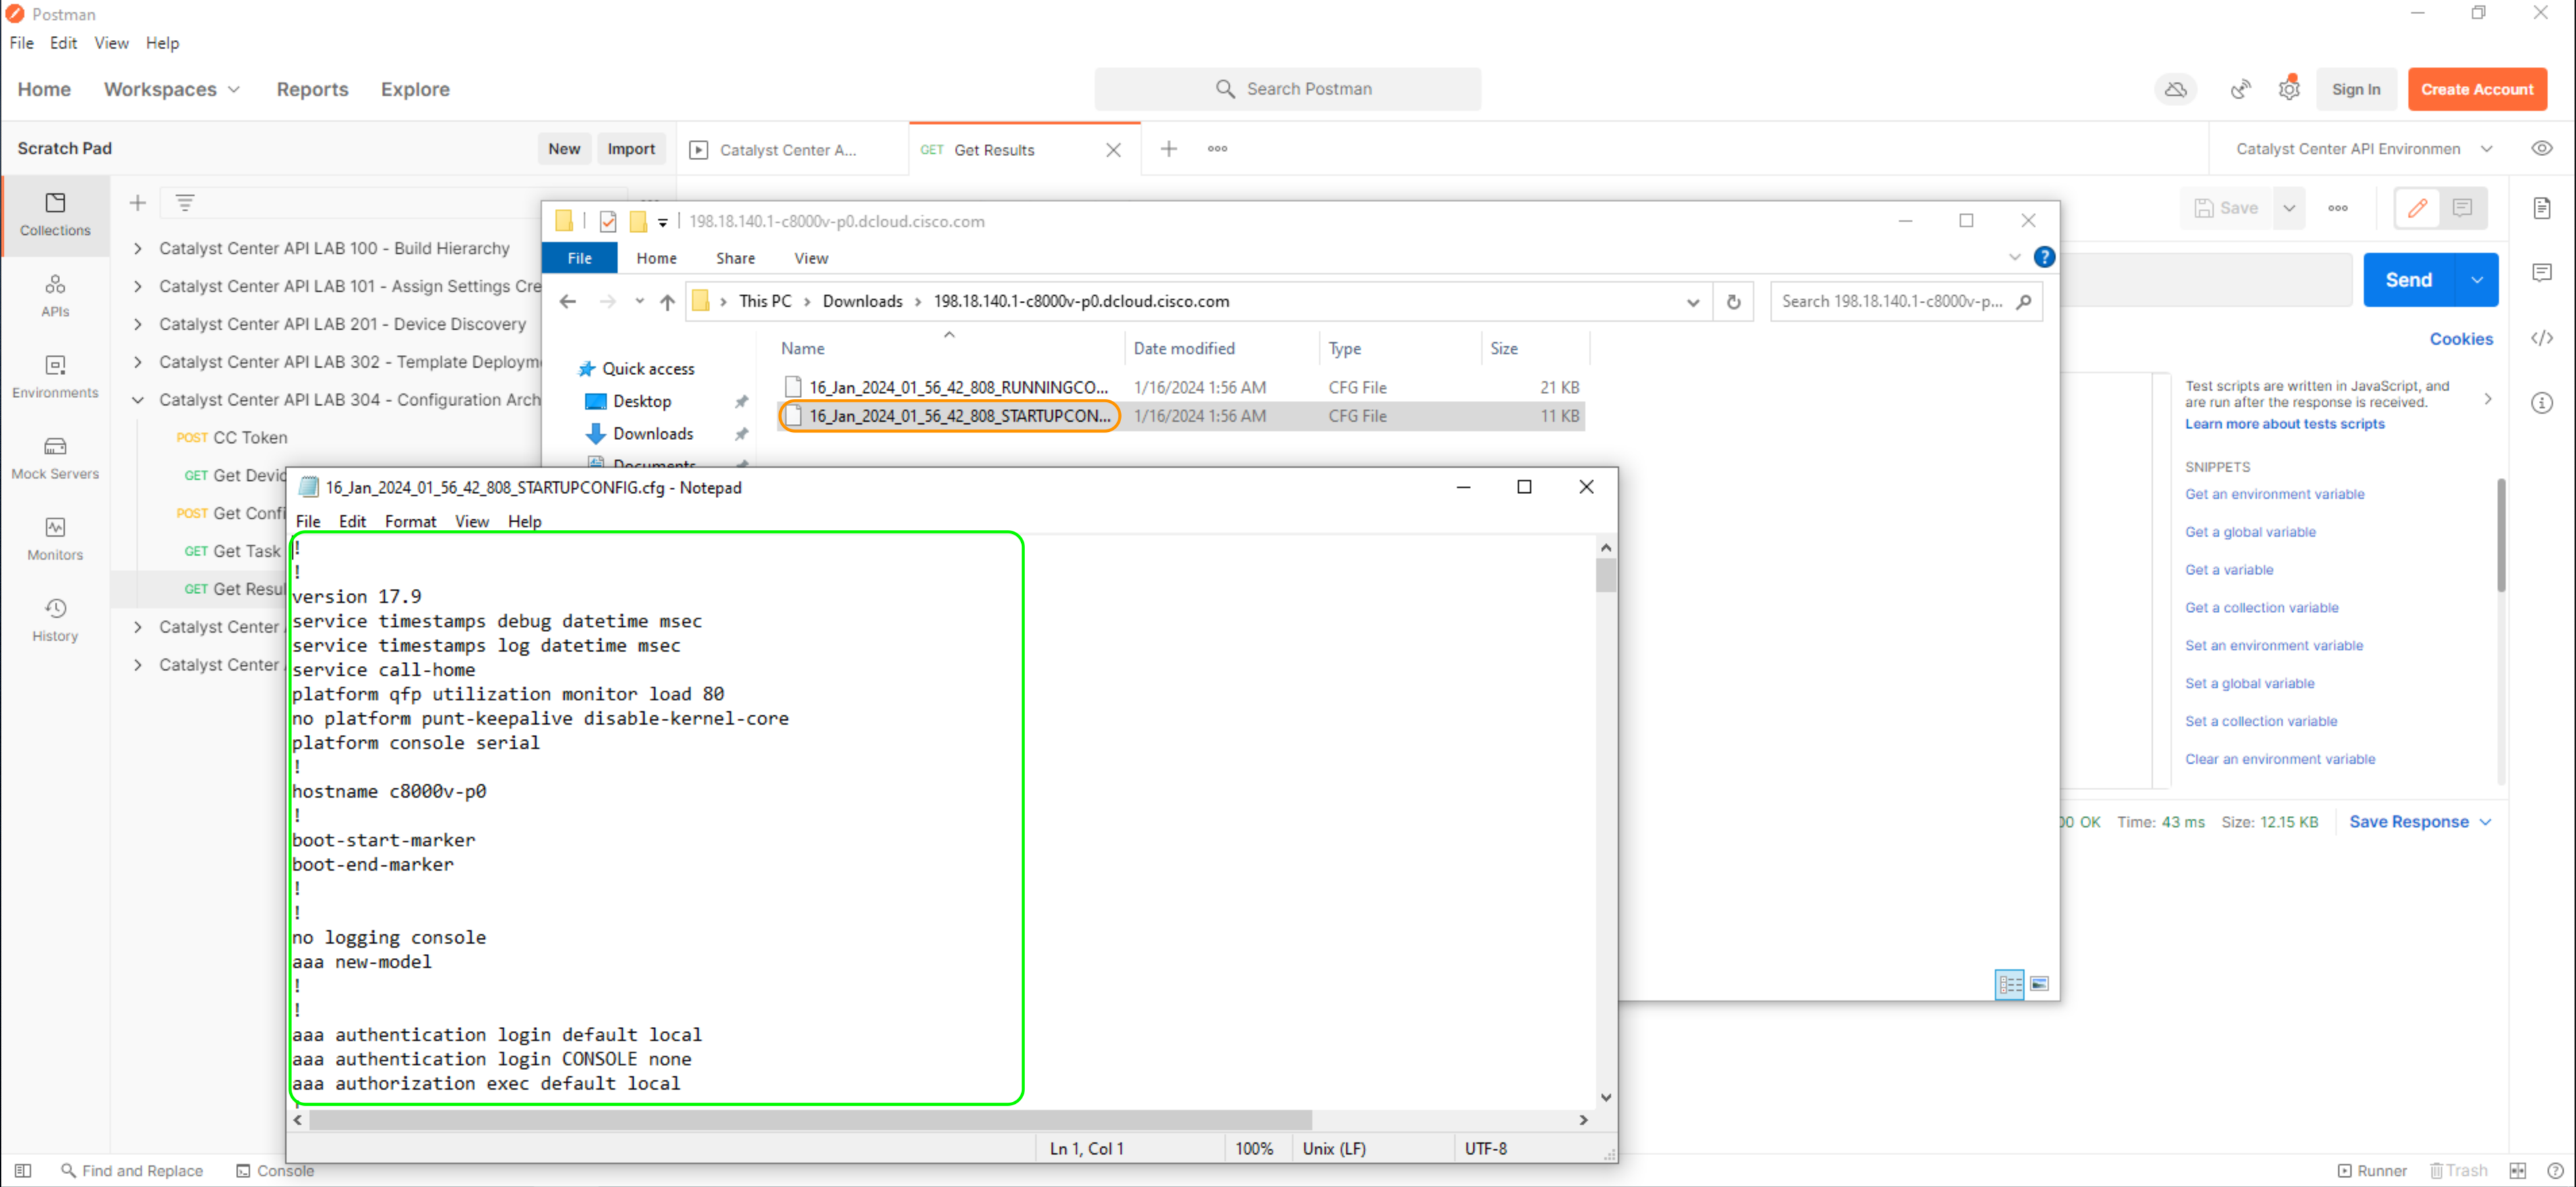 Postman
File Edit View Help
Home Workspaces Reports Explore
Search Postman
Sign In
Create Account
Scratch Pad
New
Import
Catalyst Center A...
GET Get Results
Catalyst Center API Environmen
Collections
APIs
Environments
Mock Servers
Monitors
History
Catalyst Center API LAB 100 - Build Hierarchy
Catalyst Center API LAB 101 - Assign Settings Cre
Catalyst Center API LAB 201 - Device Discovery
Catalyst Center API LAB 302 - Template Deploym
Catalyst Center API LAB 304 - Configuration Arch
POST CC Token
GET Get Devic
POST Get Confi
GET Get Task
GET Get Resul
Catalyst Center
Catalyst Center
198.18.140.1-c8000v-p0.dcloud.cisco.com
File Home Share View
This PC > Downloads > 198.18.140.1-c8000v-p0.dcloud.cisco.com
Search 198.18.140.1-c8000v-p...
Name Date modified Type Size
16_Jan_2024_01_56_42_808_RUNNINGCO... 1/16/2024 1:56 AM CFG File 21 KB
16_Jan_2024_01_56_42_808_STARTUPCON... 1/16/2024 1:56 AM CFG File 11 KB
Quick access
Desktop
Downloads
Documents
16_Jan_2024_01_56_42_808_STARTUPCONFIG.cfg - Notepad
File Edit Format View Help
!
!
version 17.9
service timestamps debug datetime msec
service timestamps log datetime msec
service call-home
platform qfp utilization monitor load 80
no platform punt-keepalive disable-kernel-core
platform console serial
!
hostname c8000v-p0
!
boot-start-marker
boot-end-marker
!
!
no logging console
aaa new-model
!
!
aaa authentication login default local
aaa authentication login CONSOLE none
aaa authorization exec default local
Ln 1, Col 1 100% Unix (LF) UTF-8
Save
Send
Cookies
Test scripts are written in JavaScript, and
are run after the response is received.
Learn more about tests scripts
SNIPPETS
Get an environment variable
Get a global variable
Get a variable
Get a collection variable
Set an environment variable
Set a global variable
Set a collection variable
Clear an environment variable
00 OK Time: 43 ms Size: 12.15 KB Save Response
Find and Replace Console
Runner Trash